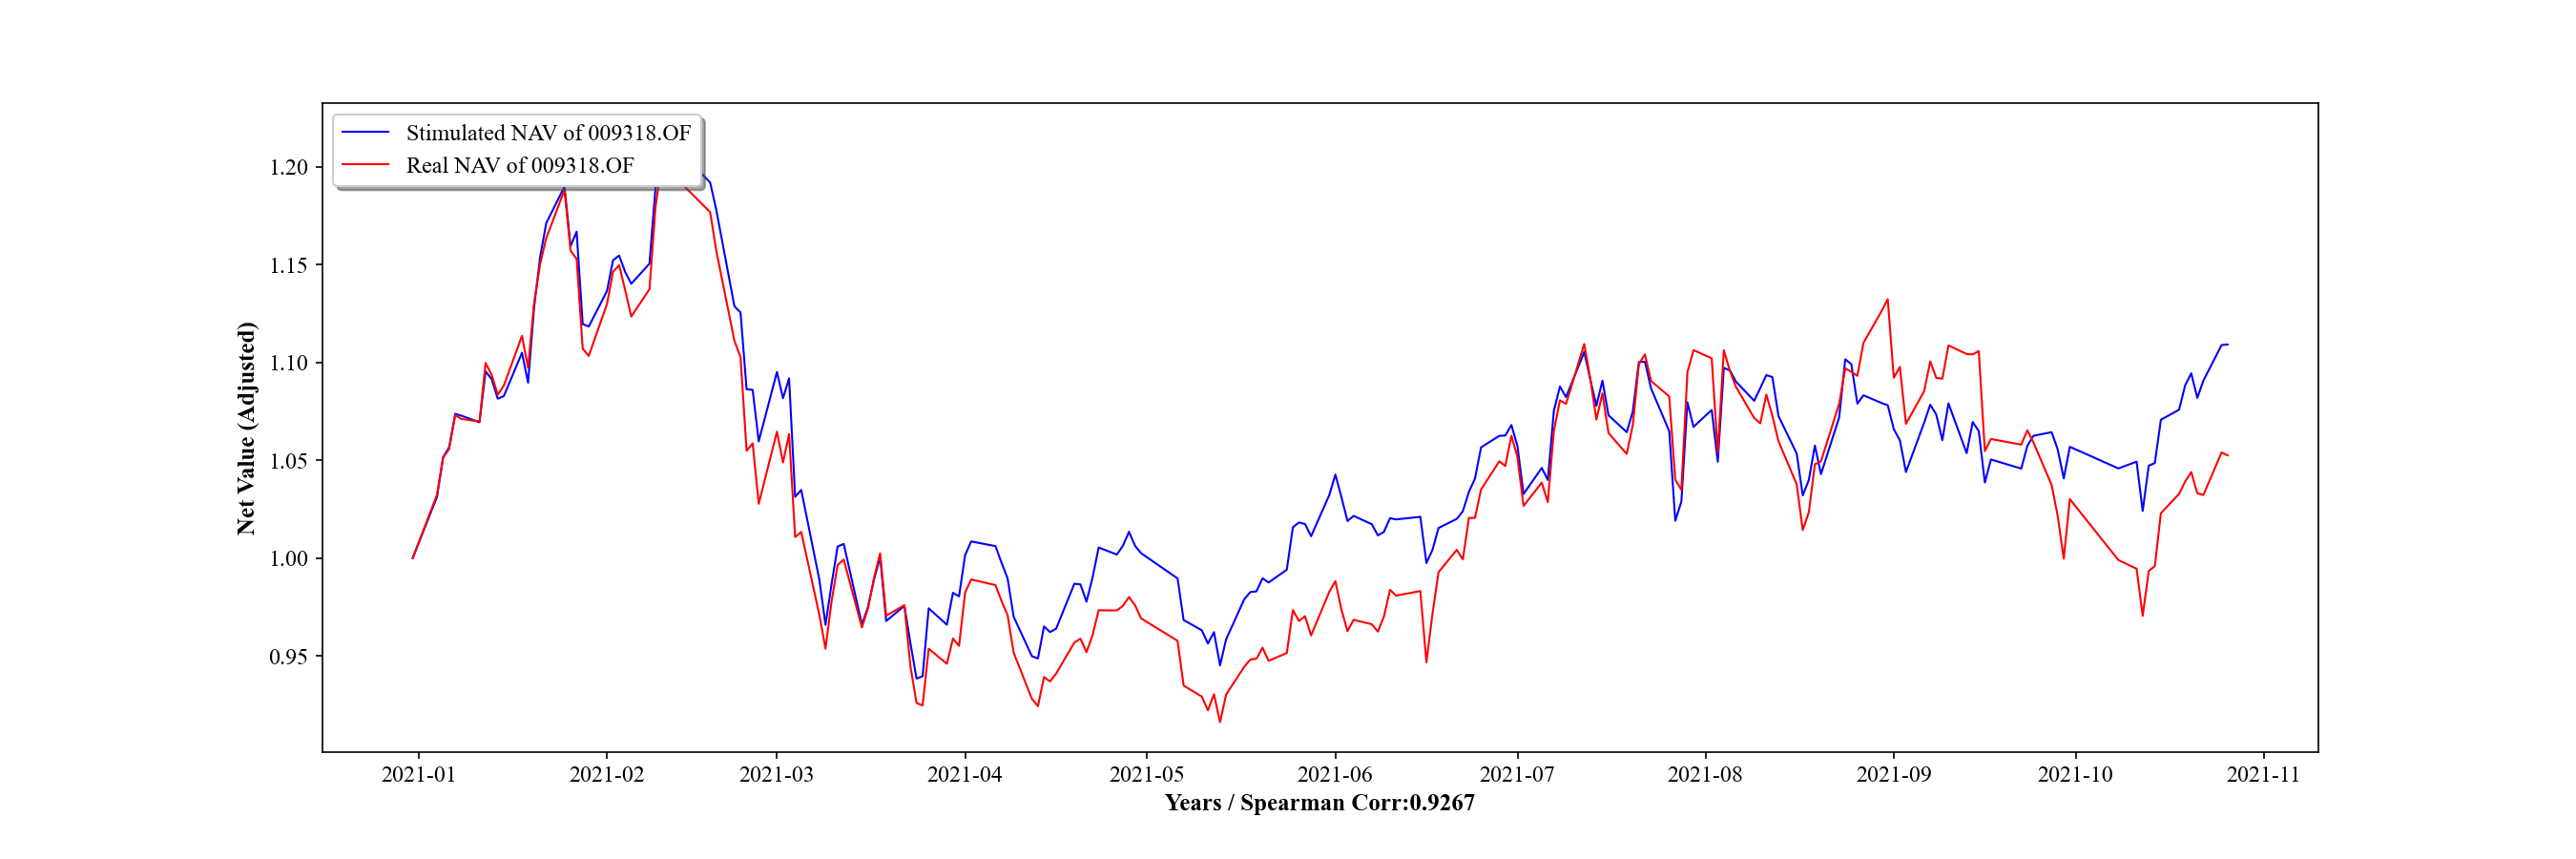 Stimulated NAV of 009318.OF
Real NAV of 009318.OF
Net Value (Adjusted)
1.20
1.15
1.10
1.05
1.00
0.95
2021-01 2021-02 2021-03 2021-04 2021-05 2021-06 2021-07 2021-08 2021-09 2021-10 2021-11
Years / Spearman Corr:0.9267